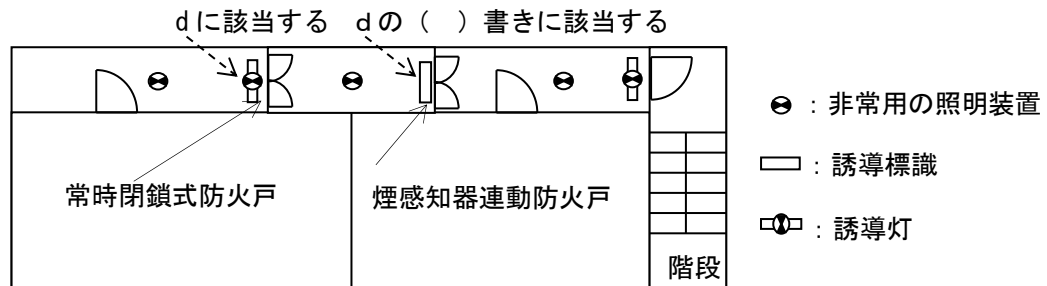 dに該当する　dの（　）書きに該当する
：非常用の照明装置
常時閉鎖式防火戸　煙感知器連動防火戸
：誘導標識
：誘導灯
階段